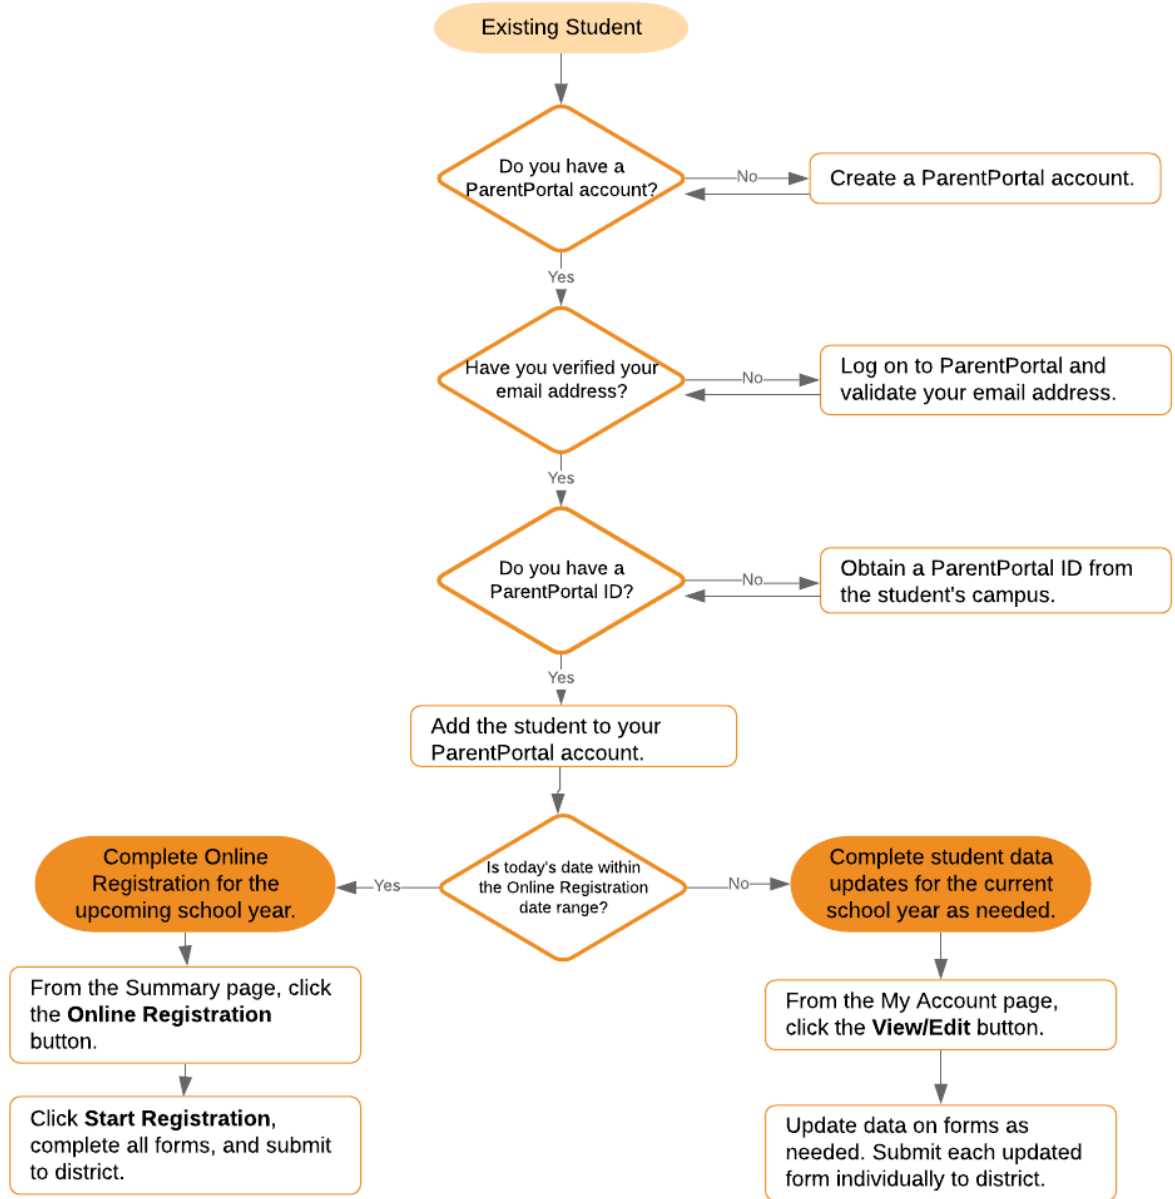 Existing Student
Do you have a
ParentPortal account?
No
Create a ParentPortal account.
Yes
Have you verified your
email address?
No
Log on to ParentPortal and
validate your email address.
Yes
Do you have a
ParentPortal ID?
No
Obtain a ParentPortal ID from
the student's campus.
Yes
Add the student to your
ParentPortal account.
Is today's date within
the Online Registration
date range?
Yes
Complete Online
Registration for the
upcoming school year.
From the Summary page, click
the Online Registration
button.
Click Start Registration,
complete all forms, and submit
to district.
No
Complete student data
updates for the current
school year as needed.
From the My Account page,
click the View/Edit button.
Update data on forms as
needed. Submit each updated
form individually to district.